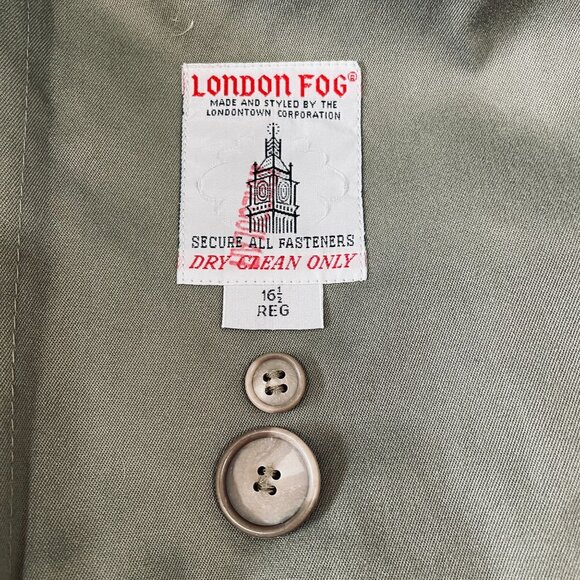 LONDON FOG®
MADE AND STYLED BY THE
LONDONTOWN CORPORATION
SECURE ALL FASTENERS
DRY CLEAN ONLY
16½
REG